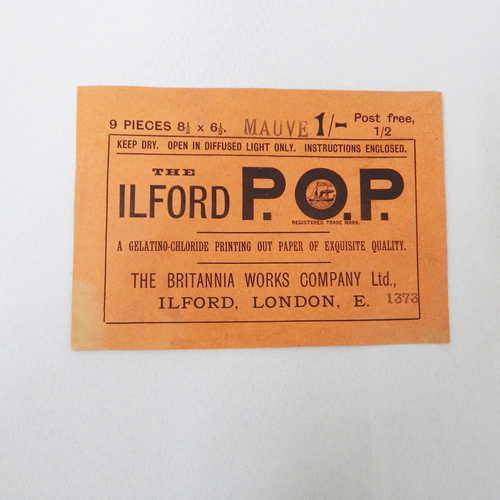 9 PIECES 8½ x 6½. MAUVE 1/- Post free, 1/2
KEEP DRY. OPEN IN DIFFUSED LIGHT ONLY. INSTRUCTIONS ENCLOSED.
THE
ILFORD P.O.P.
REGISTERED TRADE MARK.
A GELATINO-CHLORIDE PRINTING OUT PAPER OF EXQUISITE QUALITY.
THE BRITANNIA WORKS COMPANY Ltd.,
ILFORD, LONDON, E. 1373